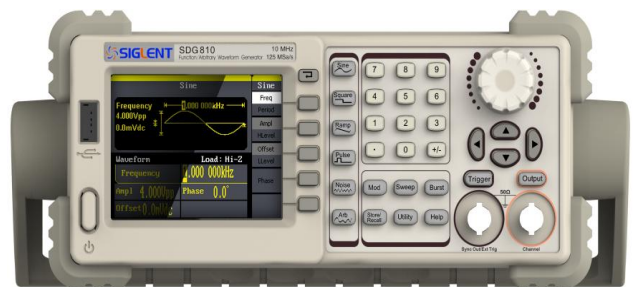 SIGLENT SDG810 10 MHz
Function/Arbitrary Waveform Generator 125 MSa/s
Sine Sine
Frequency .000 000kHz Freq
4.000Vpp Period
0.0mVdc Ampl
HLevel
Offset
Waveform Load: Hi-Z LLevel
Frequency .000 000kHz
Ampl 4.000Vpp Phase 0.0° Phase
Offset 0.0mV
Sine
Square
Ramp
Pulse
Noise
Arb
7 8 9
4 5 6
1 2 3
. 0 +/-
Mod Sweep Burst
Store/Recall Utility Help
Trigger Output
50Ω
Sync Out/Ext Trig Channel